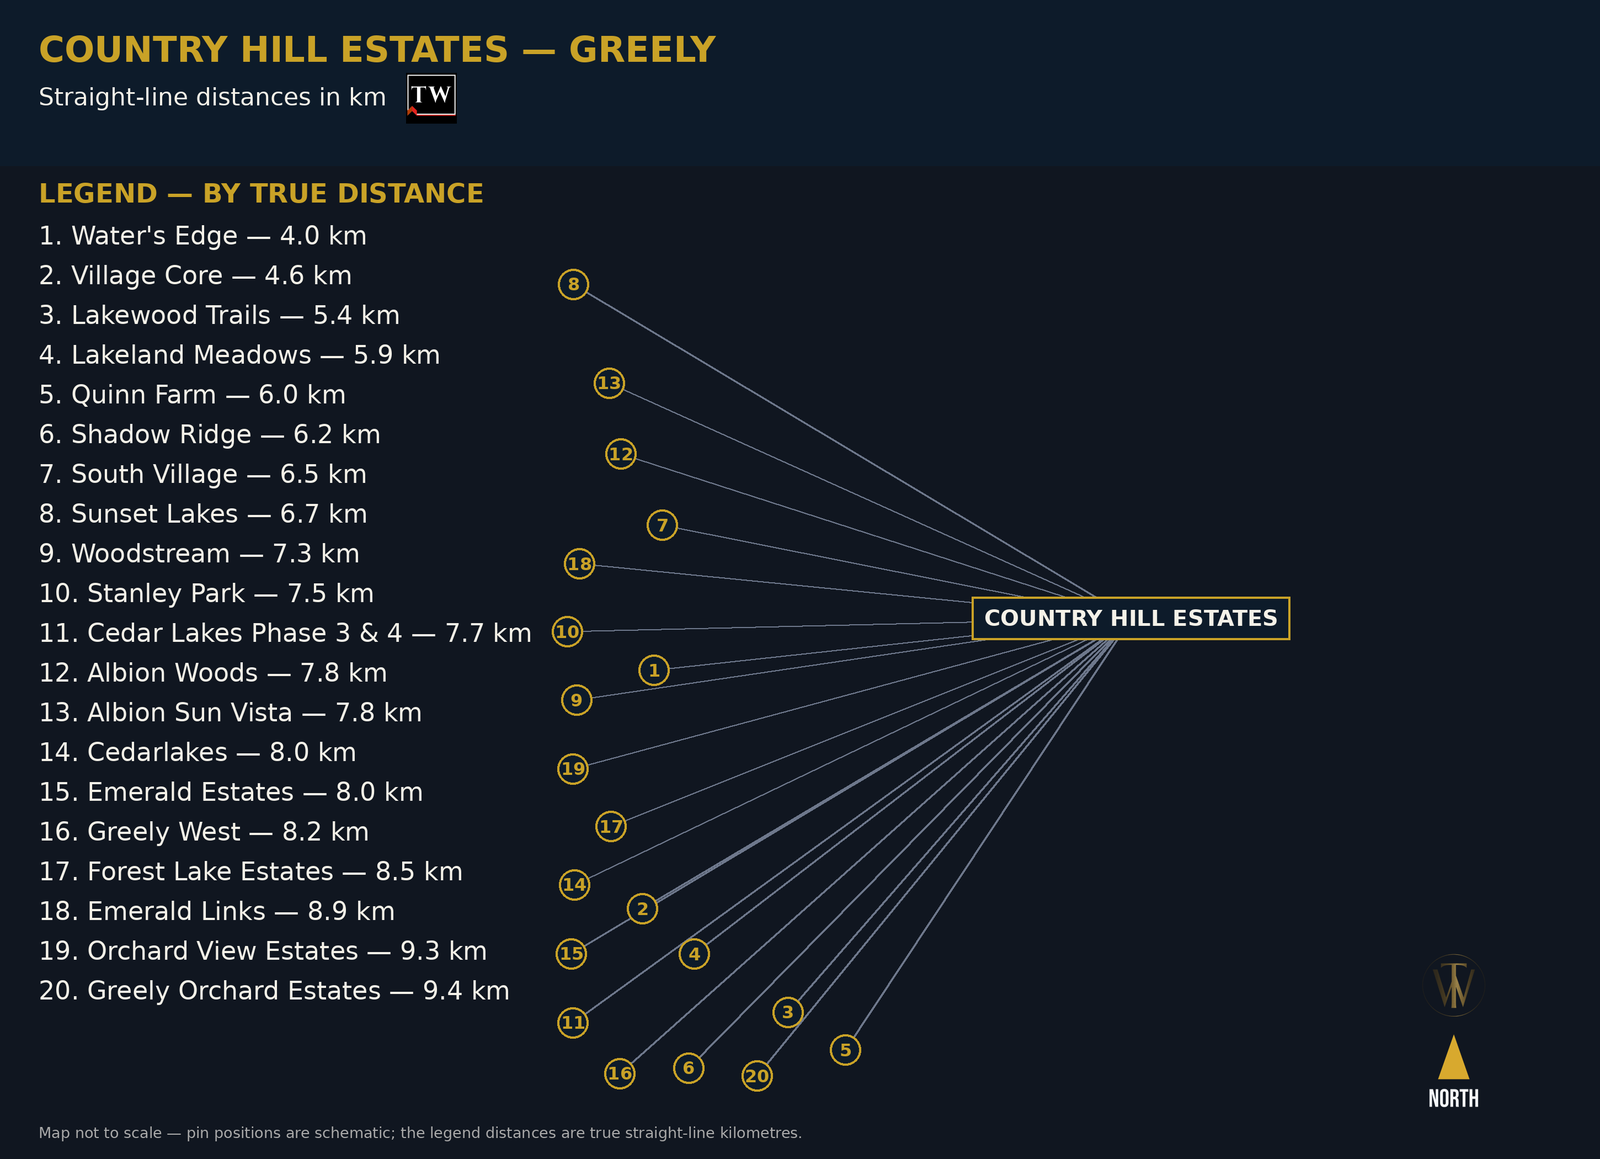 COUNTRY HILL ESTATES — GREELY
Straight-line distances in km
TW
LEGEND — BY TRUE DISTANCE
1. Water's Edge — 4.0 km
2. Village Core — 4.6 km
3. Lakewood Trails — 5.4 km
4. Lakeland Meadows — 5.9 km
5. Quinn Farm — 6.0 km
6. Shadow Ridge — 6.2 km
7. South Village — 6.5 km
8. Sunset Lakes — 6.7 km
9. Woodstream — 7.3 km
10. Stanley Park — 7.5 km
11. Cedar Lakes Phase 3 & 4 — 7.7 km
12. Albion Woods — 7.8 km
13. Albion Sun Vista — 7.8 km
14. Cedarlakes — 8.0 km
15. Emerald Estates — 8.0 km
16. Greely West — 8.2 km
17. Forest Lake Estates — 8.5 km
18. Emerald Links — 8.9 km
19. Orchard View Estates — 9.3 km
20. Greely Orchard Estates — 9.4 km
8
13
12
7
18
COUNTRY HILL ESTATES
10
1
9
19
17
14
2
15
4
3
11
5
6
16
20
TW
NORTH
Map not to scale — pin positions are schematic; the legend distances are true straight-line kilometres.